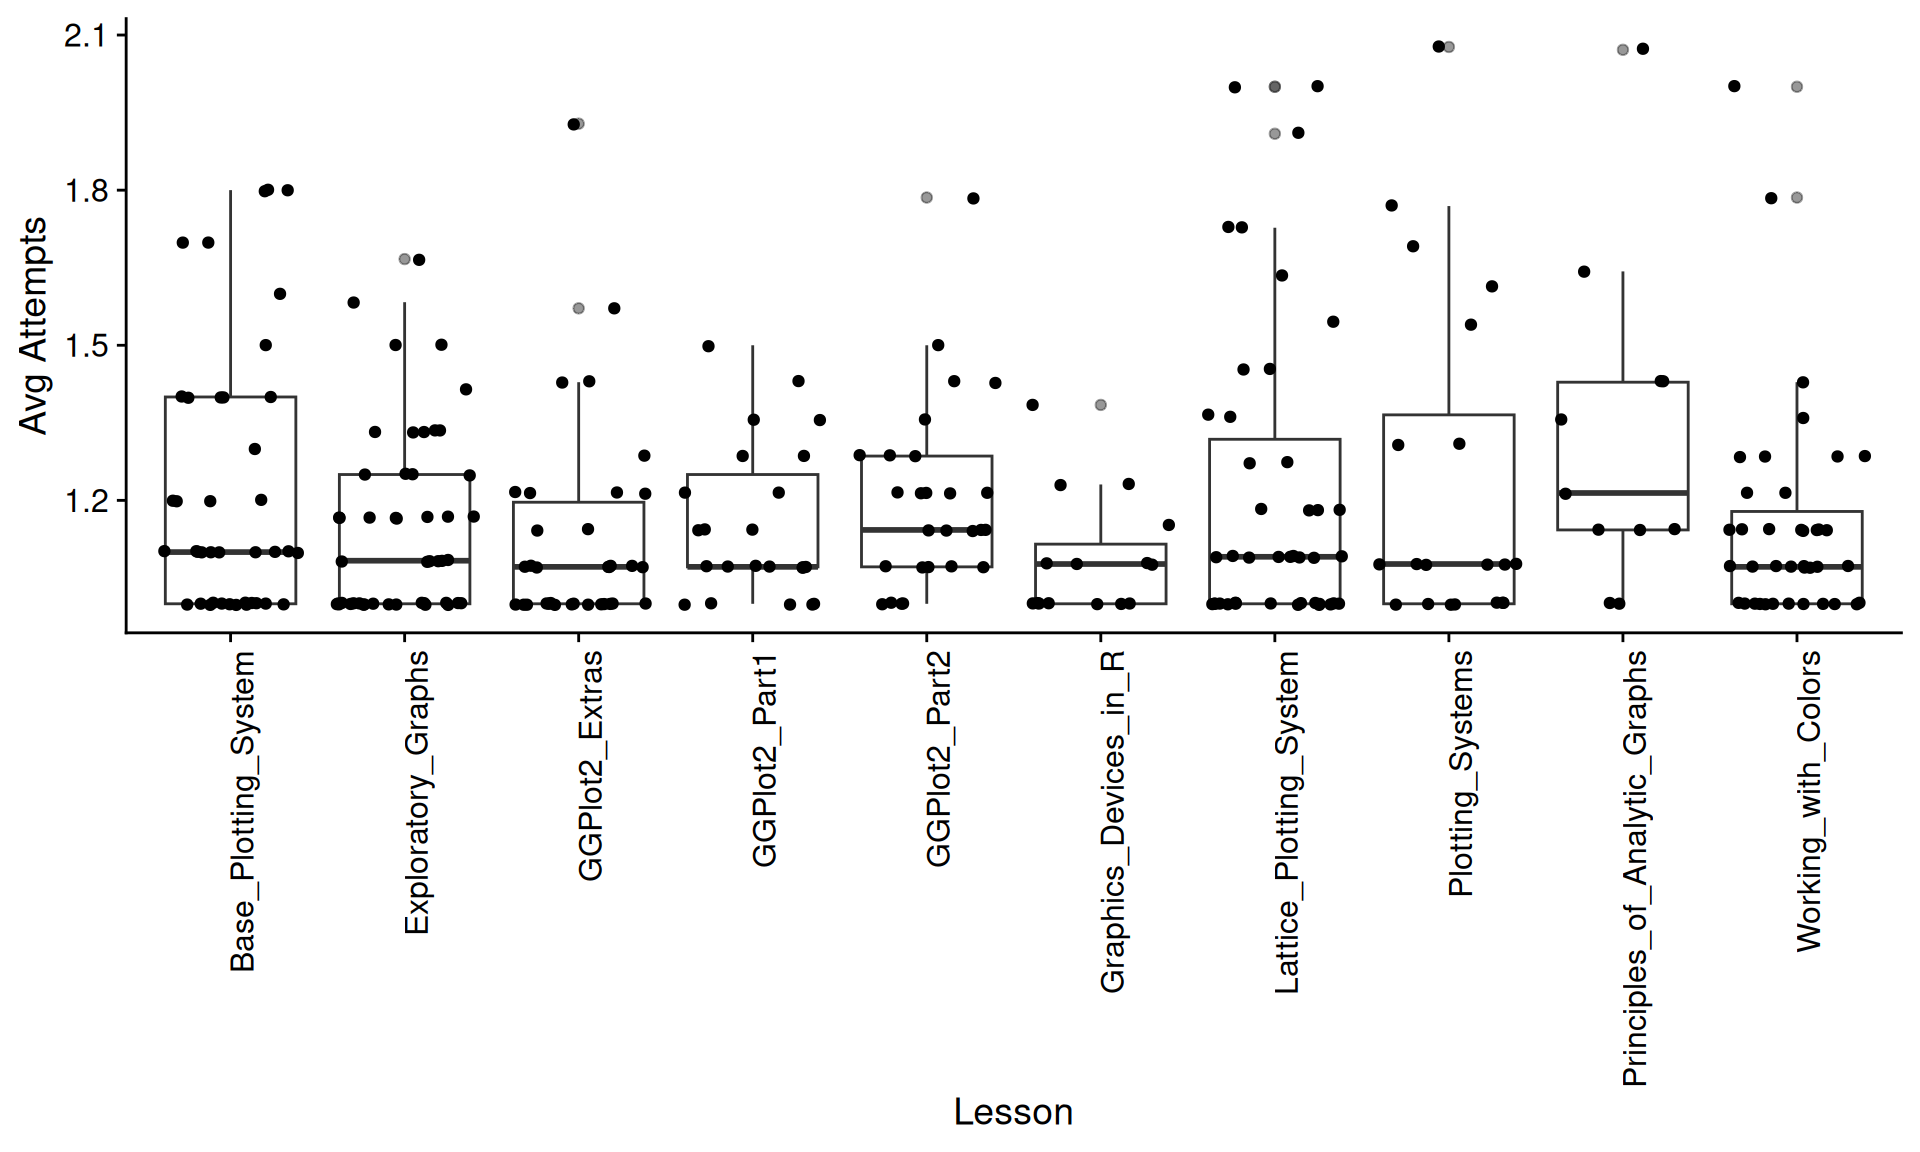 Avg Attempts
2.1
1.8
1.5
1.2
Base_Plotting_System
Exploratory_Graphs
GGPlot2_Extras
GGPlot2_Part1
GGPlot2_Part2
Graphics_Devices_in_R
Lattice_Plotting_System
Plotting_Systems
Principles_of_Analytic_Graphs
Working_with_Colors
Lesson